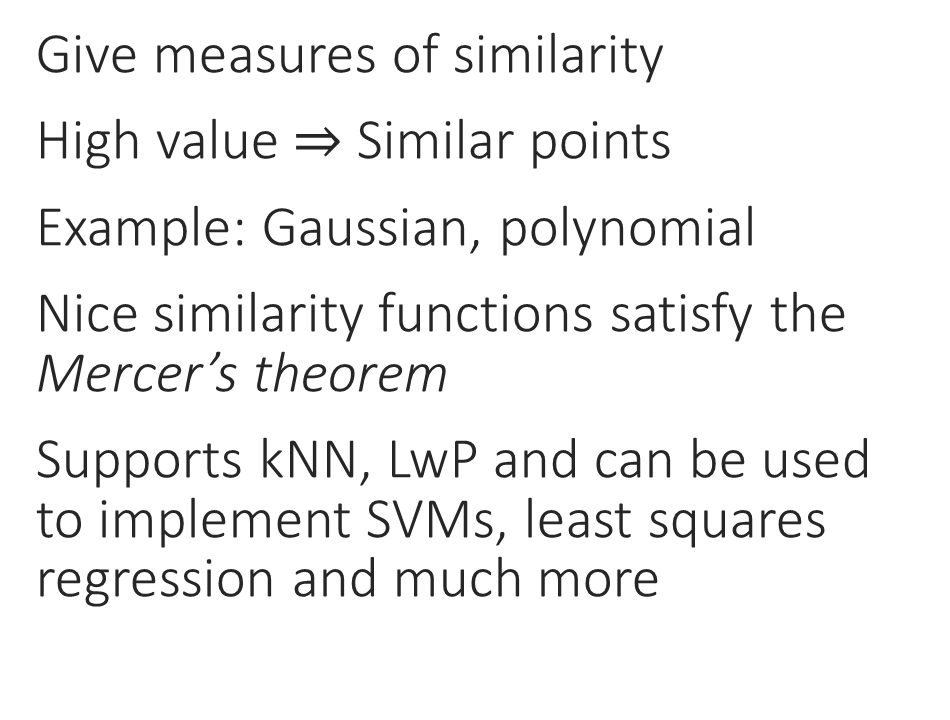 Give measures of similarity
High value ⇒ Similar points
Example: Gaussian, polynomial
Nice similarity functions satisfy the
Mercer’s theorem
Supports kNN, LwP and can be used
to implement SVMs, least squares
regression and much more